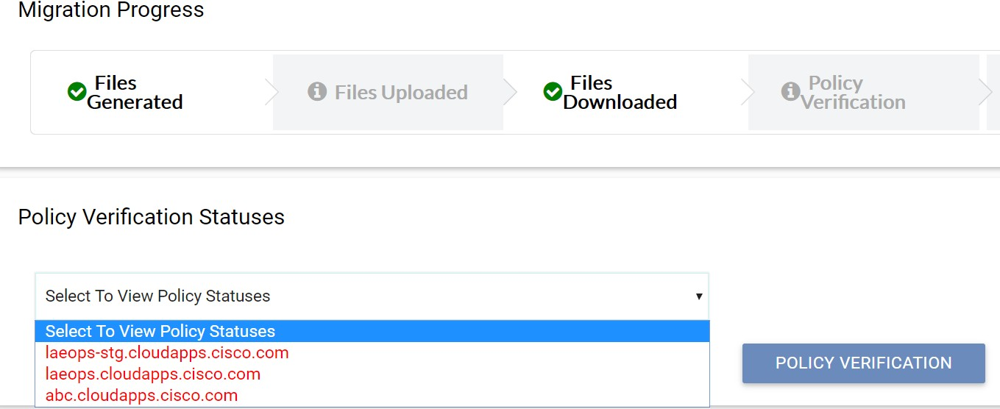 Migration Progress
Files
Generated
Files Uploaded
Files
Downloaded
Policy
Verification
Policy Verification Statuses
Select To View Policy Statuses
Select To View Policy Statuses
laeops-stg.cloudapps.cisco.com
laeops.cloudapps.cisco.com
abc.cloudapps.cisco.com
POLICY VERIFICATION